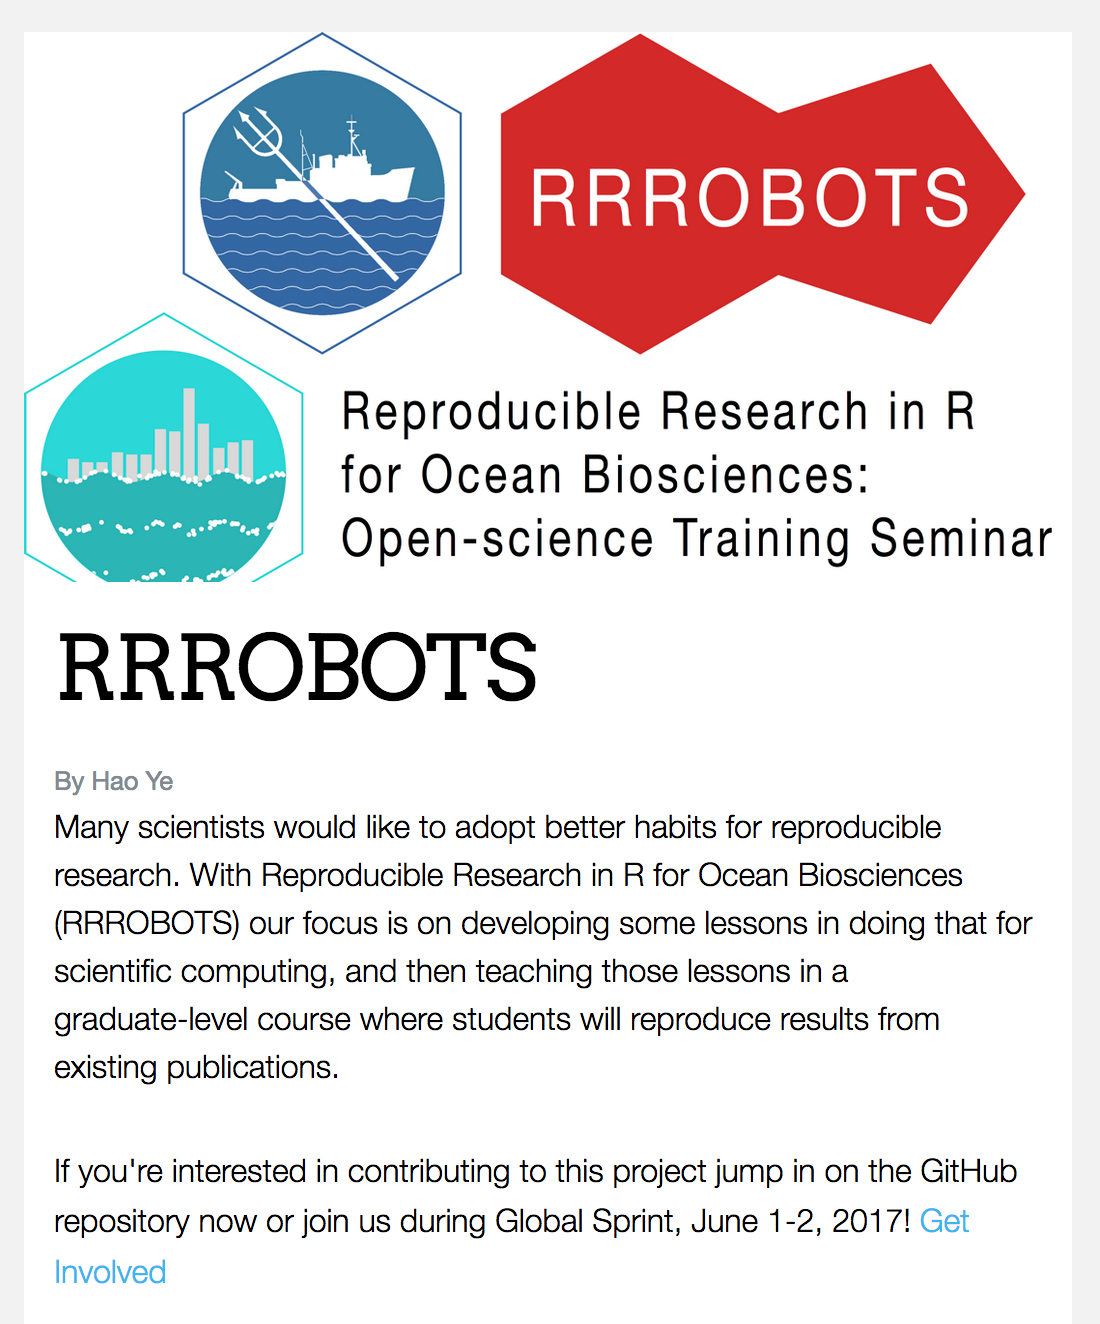 RRROBOTS
Reproducible Research in R
for Ocean Biosciences:
Open-science Training Seminar
RRROBOTS
By Hao Ye
Many scientists would like to adopt better habits for reproducible
research. With Reproducible Research in R for Ocean Biosciences
(RRROBOTS) our focus is on developing some lessons in doing that for
scientific computing, and then teaching those lessons in a
graduate-level course where students will reproduce results from
existing publications.
If you're interested in contributing to this project jump in on the GitHub
repository now or join us during Global Sprint, June 1-2, 2017! Get
Involved